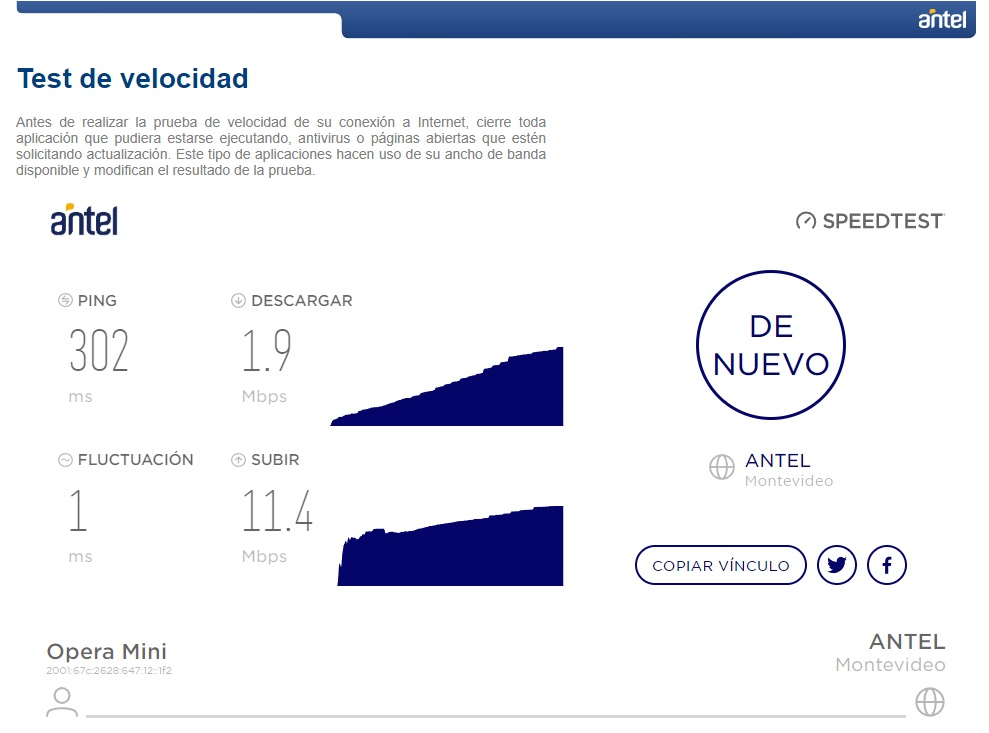 antel
Test de velocidad
Antes de realizar la prueba de velocidad de su conexión a Internet, cierre toda
aplicación que pudiera estarse ejecutando, antivirus o páginas abiertas que estén
solicitando actualización. Este tipo de aplicaciones hacen uso de su ancho de banda
disponible y modifican el resultado de la prueba.
antel
SPEEDTEST
PING
302
ms
DESCARGAR
1.9
Mbps
DE
NUEVO
FLUCTUACIÓN
1
ms
SUBIR
11.4
Mbps
ANTEL
Montevideo
COPIAR VÍNCULO
Opera Mini
2001:67c:2628:647:12::1f2
ANTEL
Montevideo